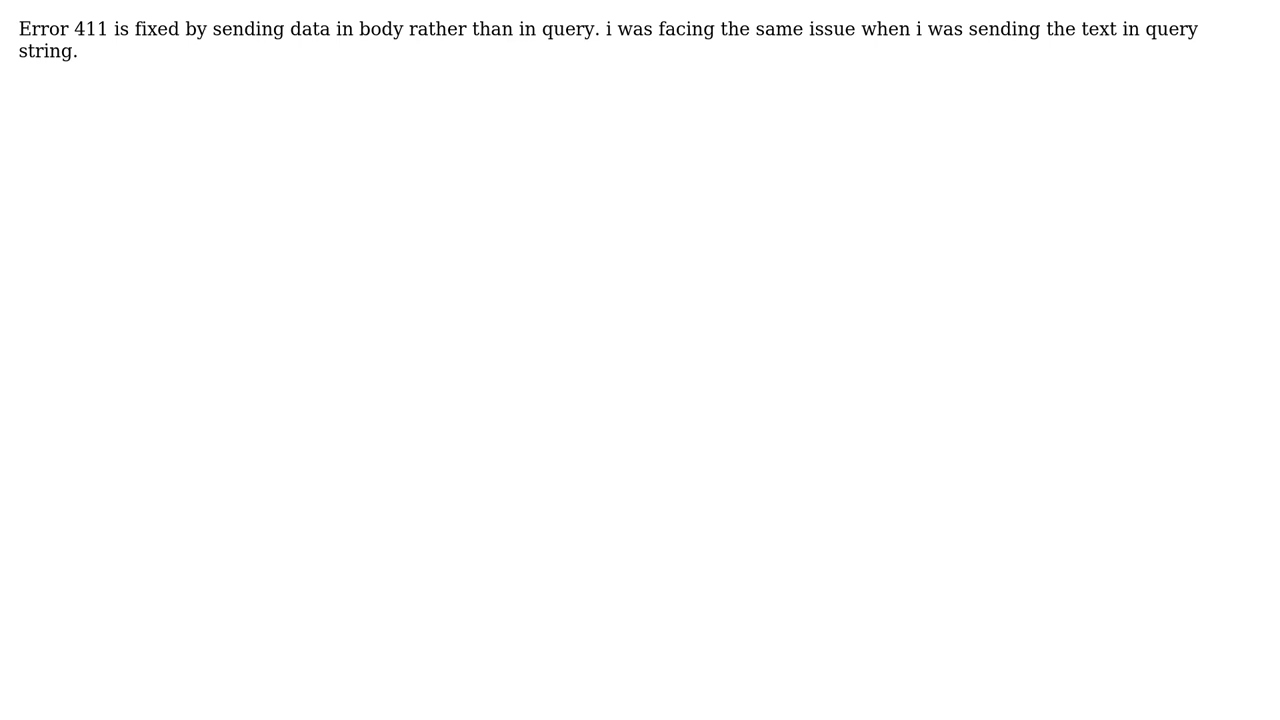 Error 411 is fixed by sending data in body rather than in query. i was facing the same issue when i was sending the text in query
string.